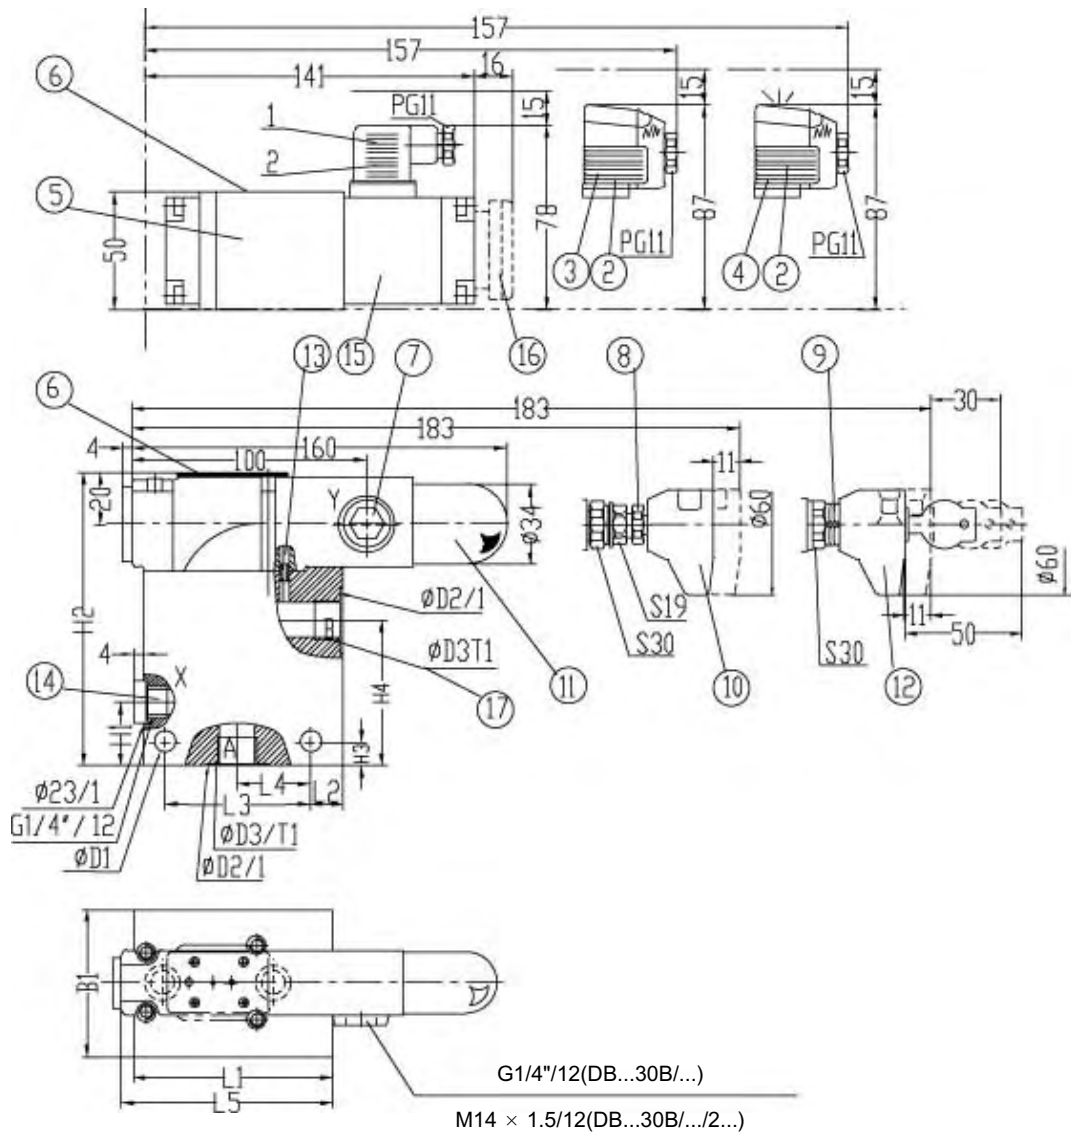 157
157
141
16
15
15
15
6
1
2
PG11
5
50
78
87
87
3
2
PG11
4
2
PG11
15
16
13
7
8
9
6
183
183
30
4
160
100
11
20
Y
Ø34
Ø60
Ø60
H2
ØD2/1
S19
S30
S30
11
50
B
ØD3T1
4
14
X
H4
17
11
10
12
H1
A
H3
L4
L2
L3
Ø23/1
G1/4"/12
ØD3/T1
ØD1
ØD2/1
B1
L1
L5
G1/4"/12(DB...30B/...)
M14 × 1.5/12(DB...30B/.../2...)